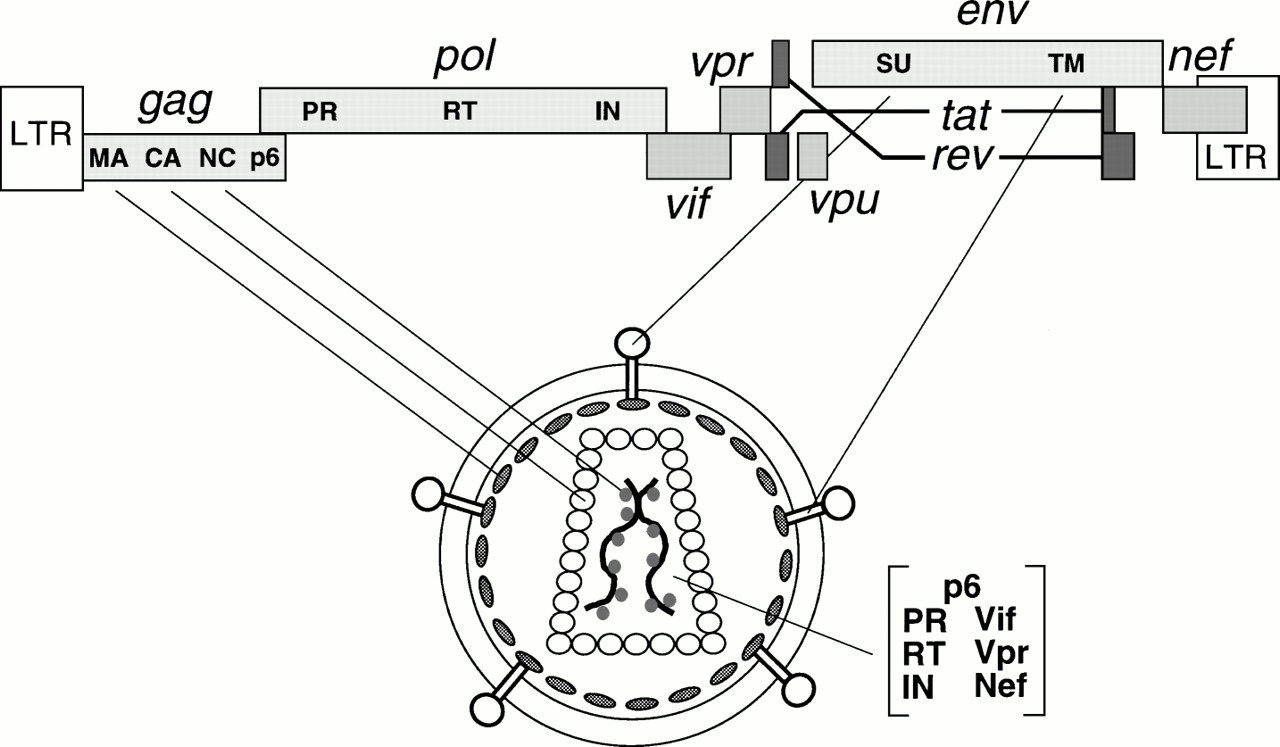 env
pol
vpr
nef
gag
SU TM
PR RT IN
LTR
tat
MA CA NC p6
rev
LTR
vif
vpu
p6
PR Vif
RT Vpr
IN Nef